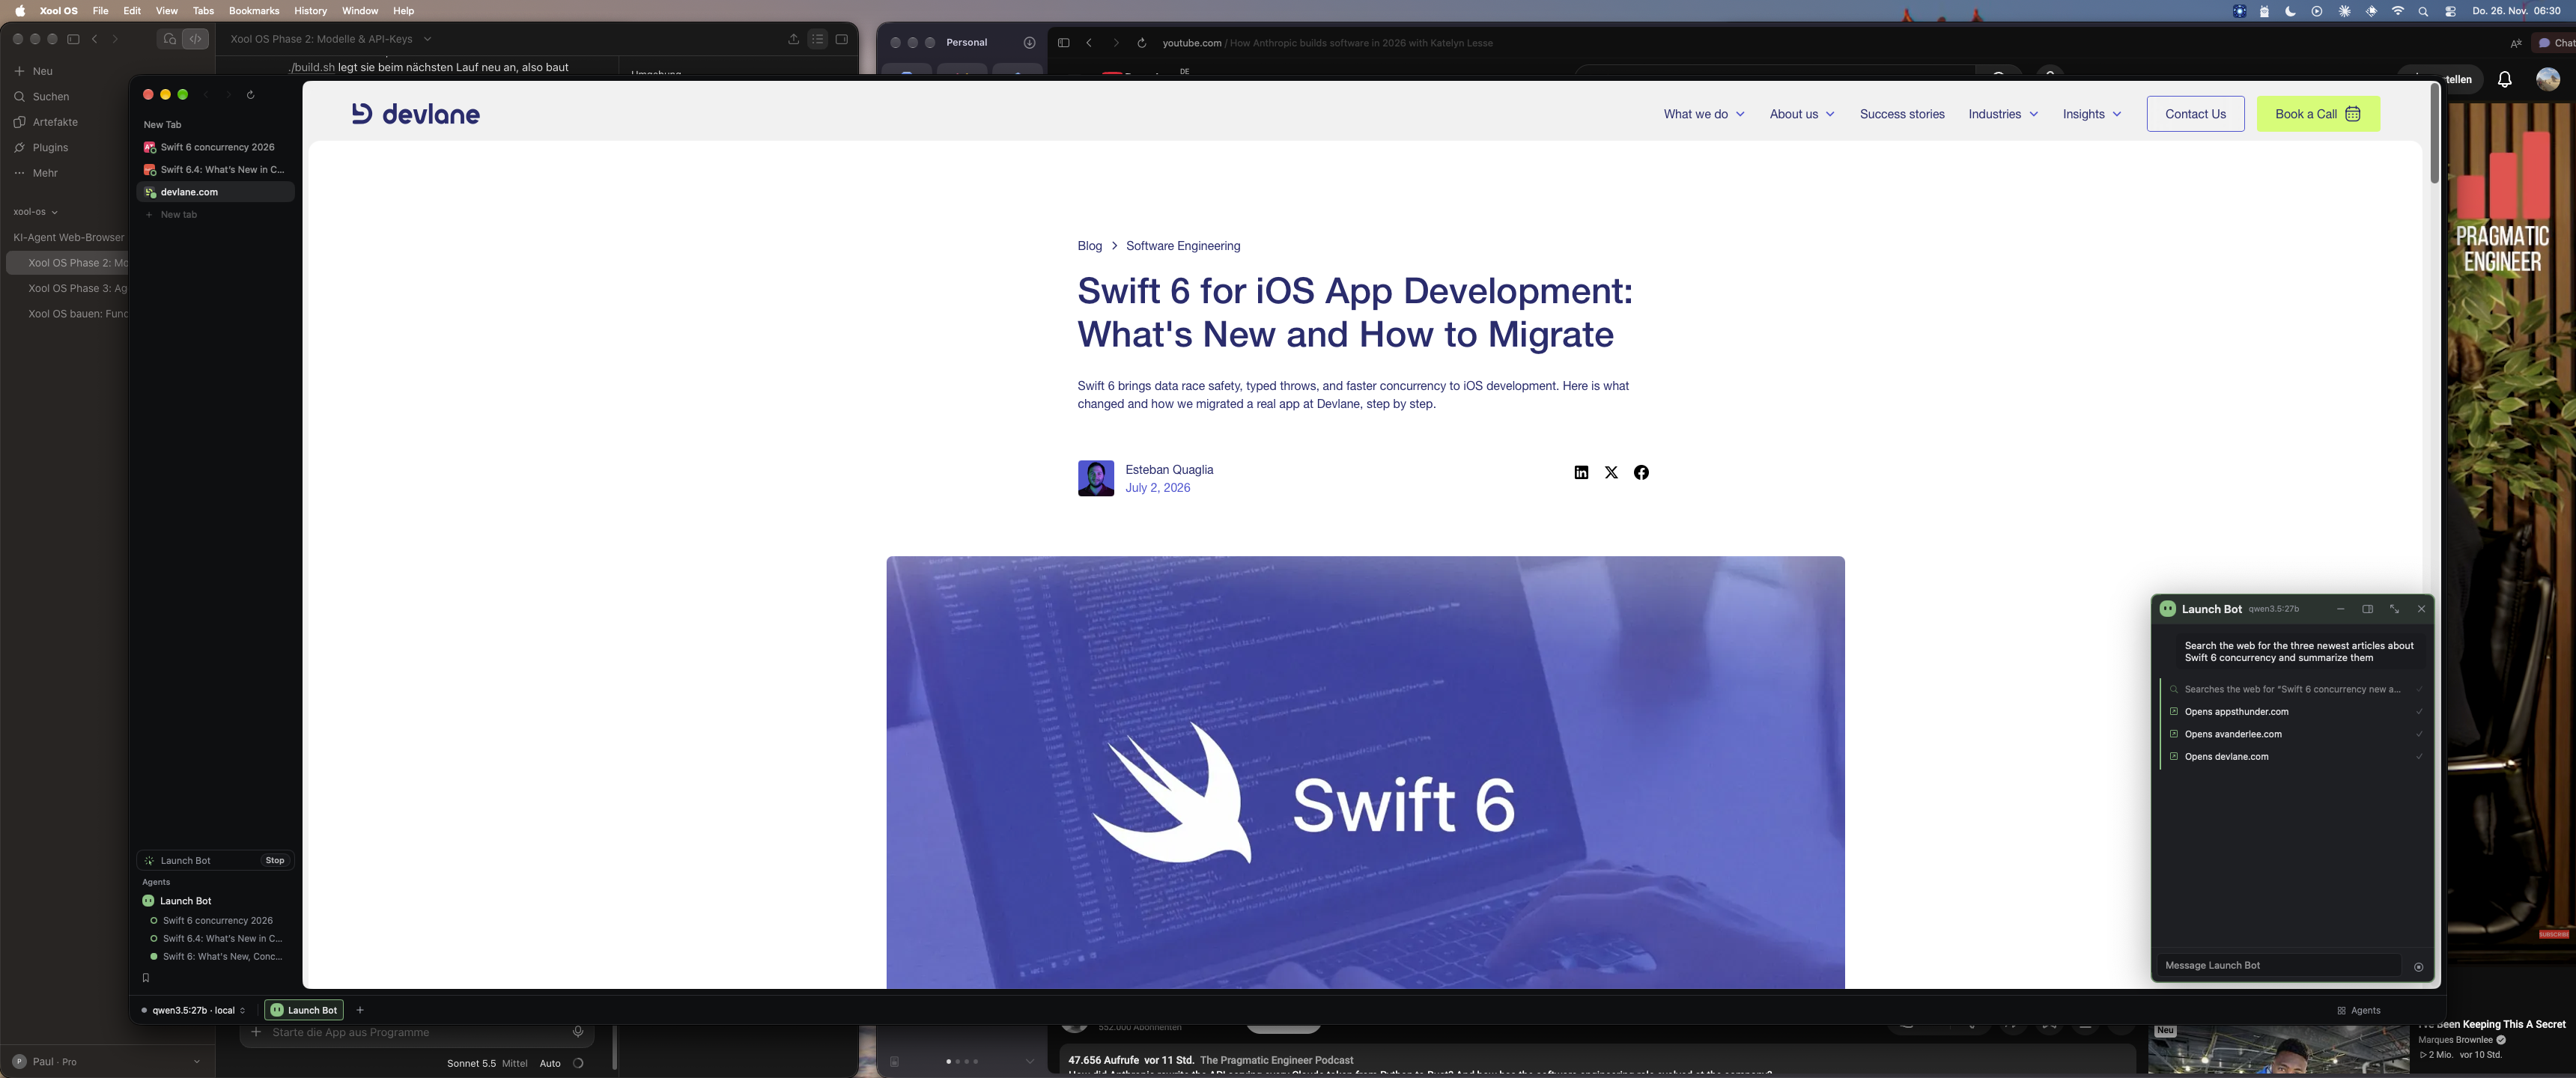 Xool OS File Edit View Tabs Bookmarks History Window Help
Do. 26. Nov. 06:30
Xool OS Phase 2: Modelle & API-Keys
Neu
Suchen
Artefakte
Plugins
Mehr
xool-os
KI-Agent Web-Browser
Xool OS Phase 2: Mo
Xool OS Phase 3: Ag
Xool OS bauen: Func
./build.sh legt sie beim nächsten Lauf neu an, also baut
Personal
youtube.com / How Anthropic builds software in 2026 with Katelyn Lesse
Chat
DE
New Tab
Swift 6 concurrency 2026
Swift 6.4: What's New in C...
devlane.com
New tab
devlane
What we do
About us
Success stories
Industries
Insights
Contact Us
Book a Call
Blog > Software Engineering
Swift 6 for iOS App Development:
What's New and How to Migrate
Swift 6 brings data race safety, typed throws, and faster concurrency to iOS development. Here is what
changed and how we migrated a real app at Devlane, step by step.
Esteban Quaglia
July 2, 2026
Swift 6
PRAGMATIC
ENGINEER
SUBSCRIBE
Launch Bot qwen3.5:27b
Search the web for the three newest articles about
Swift 6 concurrency and summarize them
Searches the web for "Swift 6 concurrency new a...
Opens appsthunder.com
Opens avanderlee.com
Opens devlane.com
Message Launch Bot
Launch Bot Stop
Agents
Launch Bot
Swift 6 concurrency 2026
Swift 6.4: What's New in C...
Swift 6: What's New, Conc...
qwen3.5:27b · local
Launch Bot
Agents
Starte die App aus Programme
Sonnet 5.5 Mittel Auto
Paul · Pro
552.000 Abonnenten
47.656 Aufrufe vor 11 Std. The Pragmatic Engineer Podcast
Neu
I've Been Keeping This A Secret
Marques Brownlee
2 Mio. vor 10 Std.